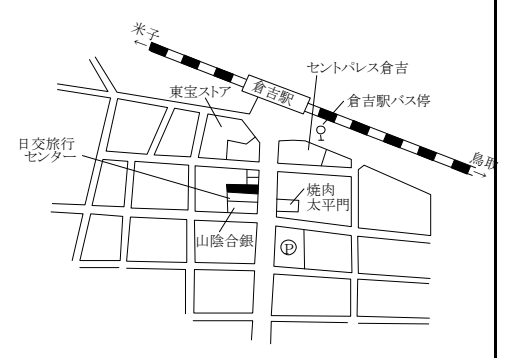 米子
セントパレス倉吉
東宝ストア
倉吉駅
倉吉駅バス停
日交旅行
センター
鳥取
焼肉
太平門
山陰合銀
P